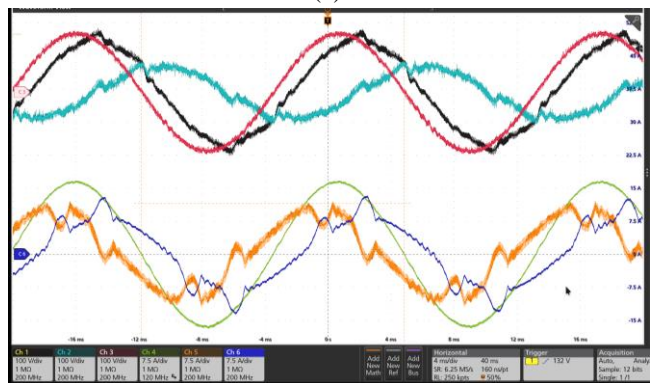 C 3
45 A
37.5 A
30 A
22.5 A
15 A
7.5 A
C 6
0 A
-7.5 A
-15 A
-16 ms -12 ms -8 ms -4 ms 0 s 4 ms 8 ms 12 ms 16 ms
Ch 1 Ch 2 Ch 3 Ch 4 Ch 5 Ch 6
100 V/div 100 V/div 100 V/div 7.5 A/div 7.5 A/div 7.5 A/div
1 MΩ 1 MΩ 1 MΩ 1 MΩ 1 MΩ 1 MΩ
200 MHz 200 MHz 200 MHz 120 MHz 200 MHz 200 MHz
Add New Math
Add New Ref
Add New Bus
Horizontal
4 ms/div 40 ms
SR: 6.25 MS/s 160 ns/pt
RL: 250 kpts 50%
Trigger
1 132 V
Acquisition
Auto, Analy
Sample: 12 bits
Single: 1 /1